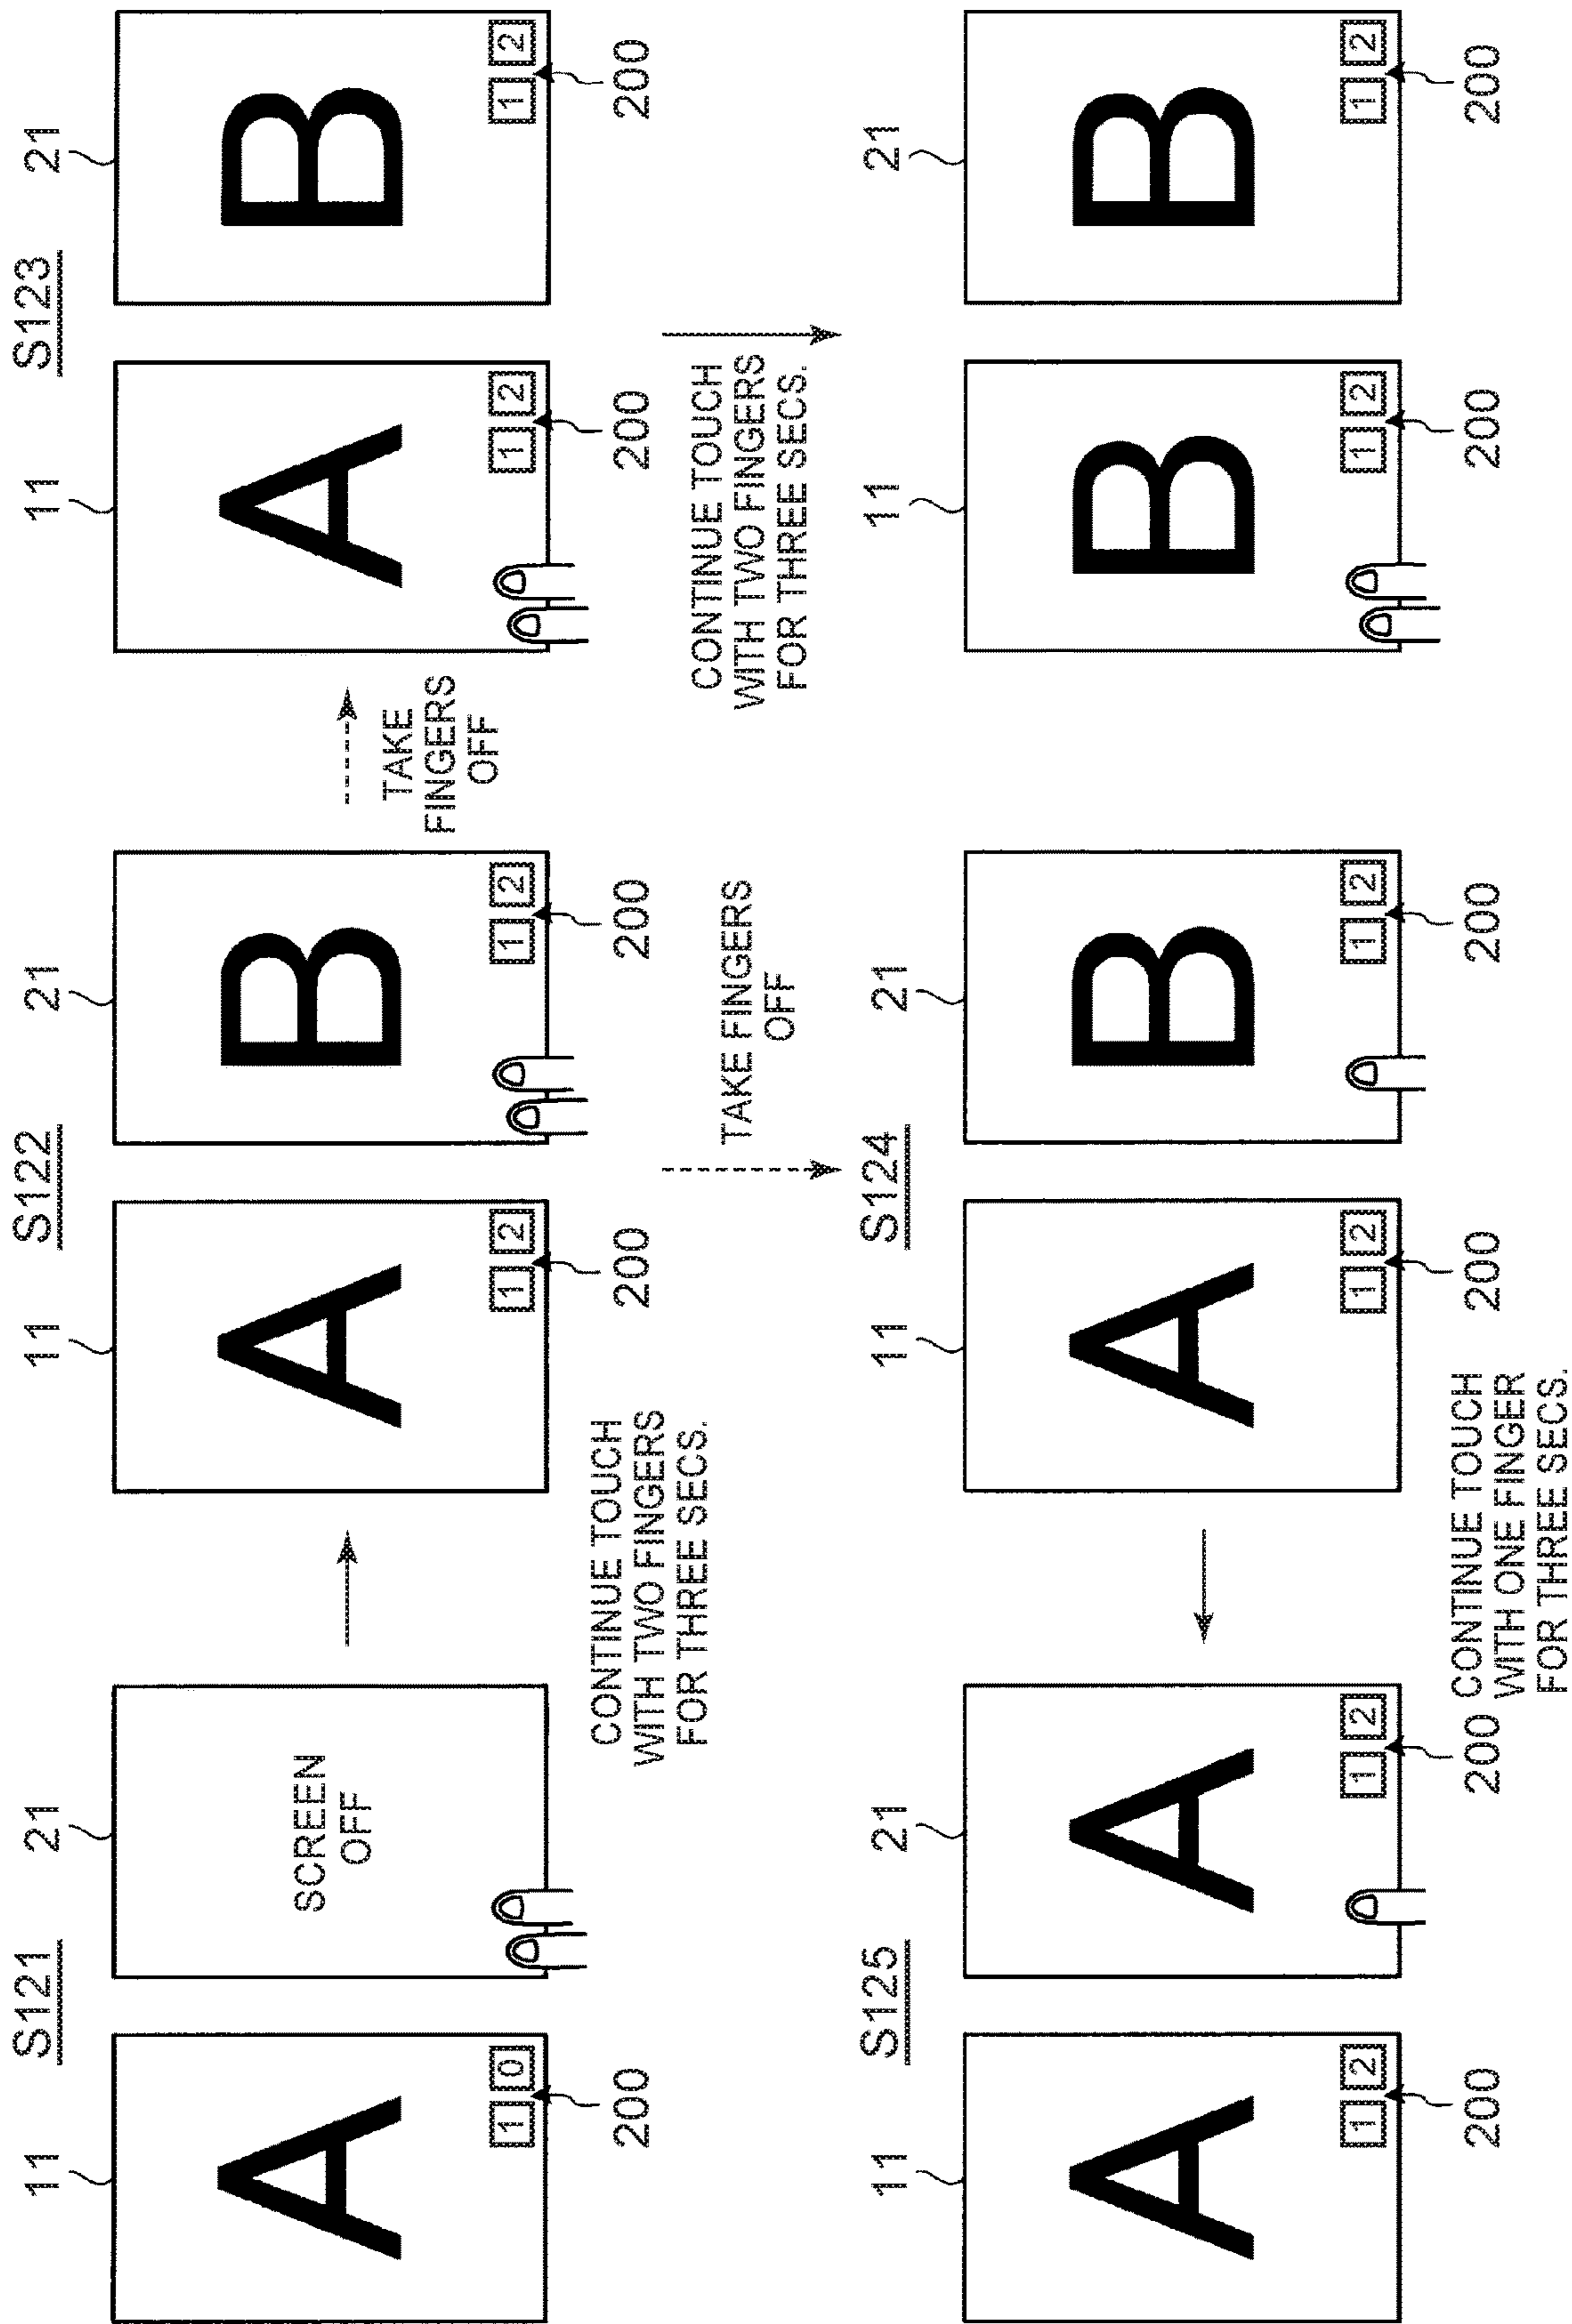 S121
11
21
A
SCREEN
OFF
1 0
200
CONTINUE TOUCH
WITH TWO FINGERS
FOR THREE SECS.
S122
11
21
A
B
1 2
1 2
200
200
TAKE
FINGERS
OFF
S123
11
21
A
B
1 2
1 2
200
200
TAKE FINGERS
OFF
CONTINUE TOUCH
WITH TWO FINGERS
FOR THREE SECS.
S125
11
21
A
A
1 2
1 2
200
200
CONTINUE TOUCH
WITH ONE FINGER
FOR THREE SECS.
S124
11
21
A
B
1 2
1 2
200
200
11
21
B
B
1 2
1 2
200
200